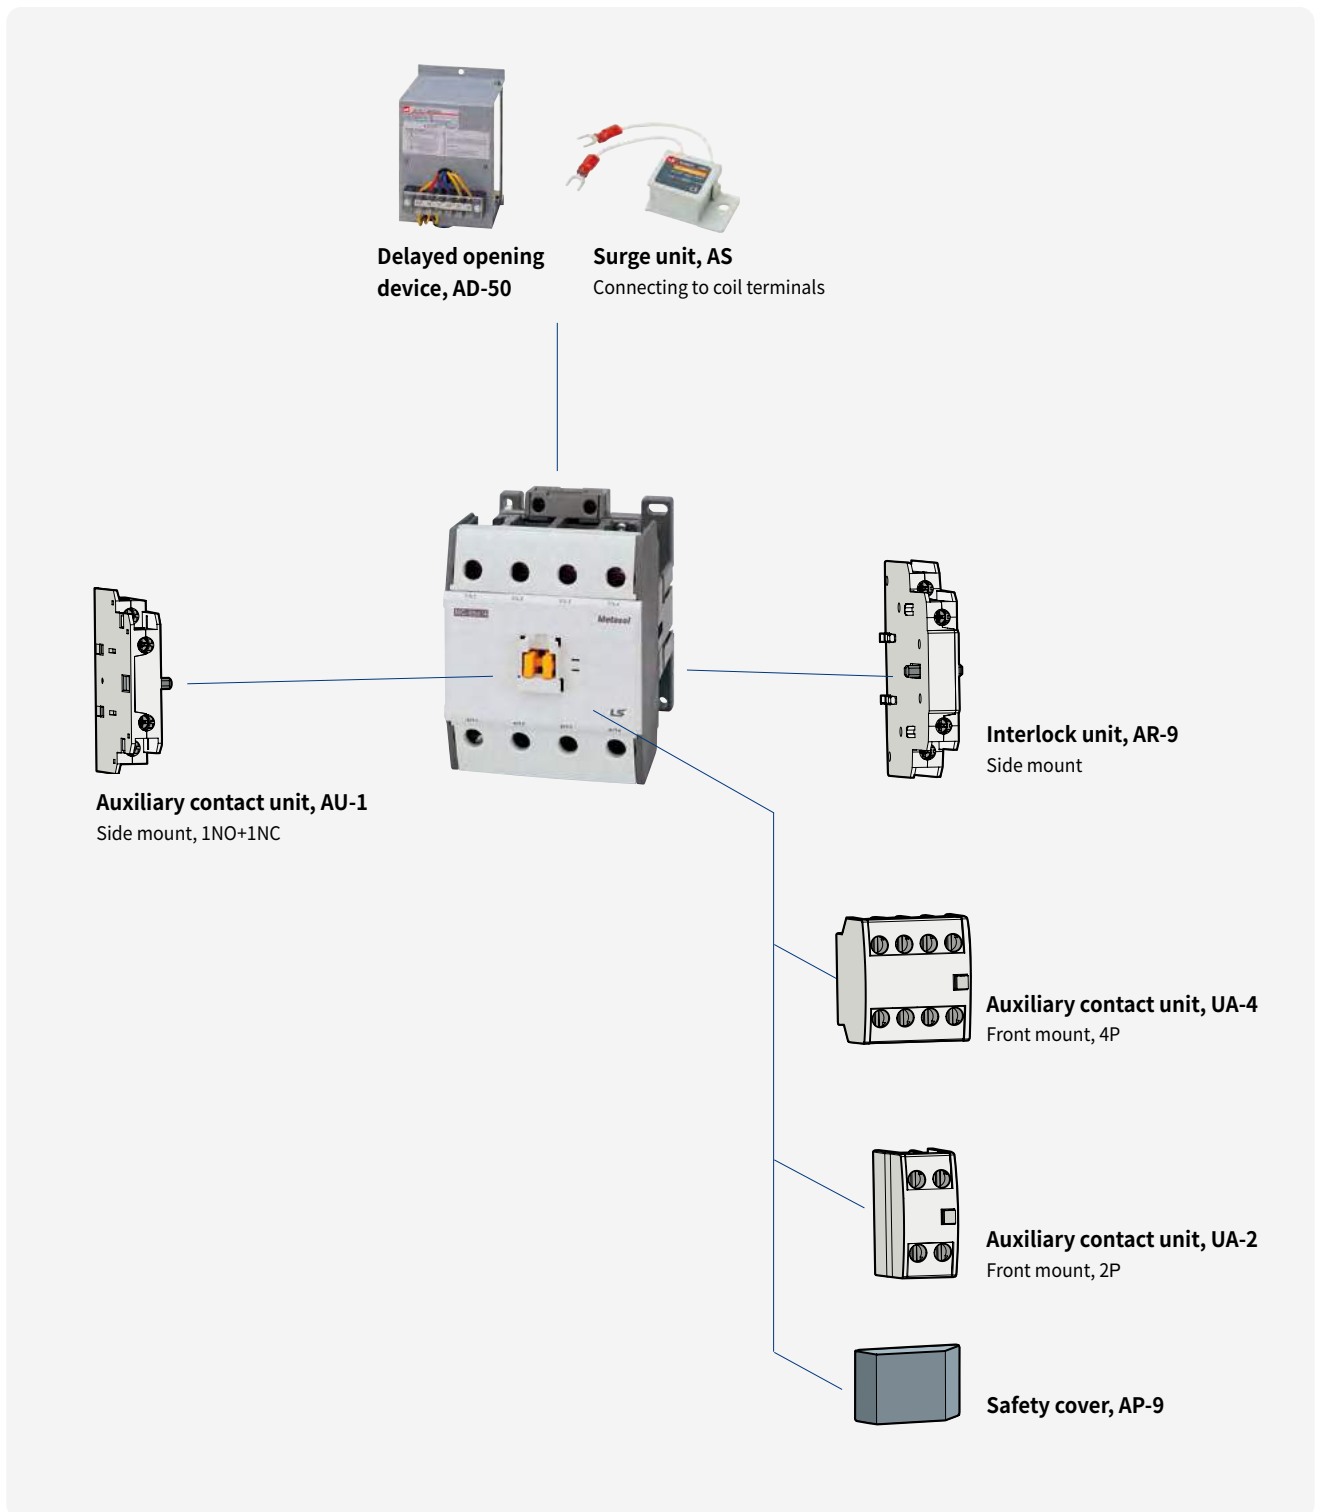 Delayed opening
device, AD-50
Surge unit, AS
Connecting to coil terminals
Metasol
LS
Auxiliary contact unit, AU-1
Side mount, 1NO+1NC
Interlock unit, AR-9
Side mount
Auxiliary contact unit, UA-4
Front mount, 4P
Auxiliary contact unit, UA-2
Front mount, 2P
Safety cover, AP-9